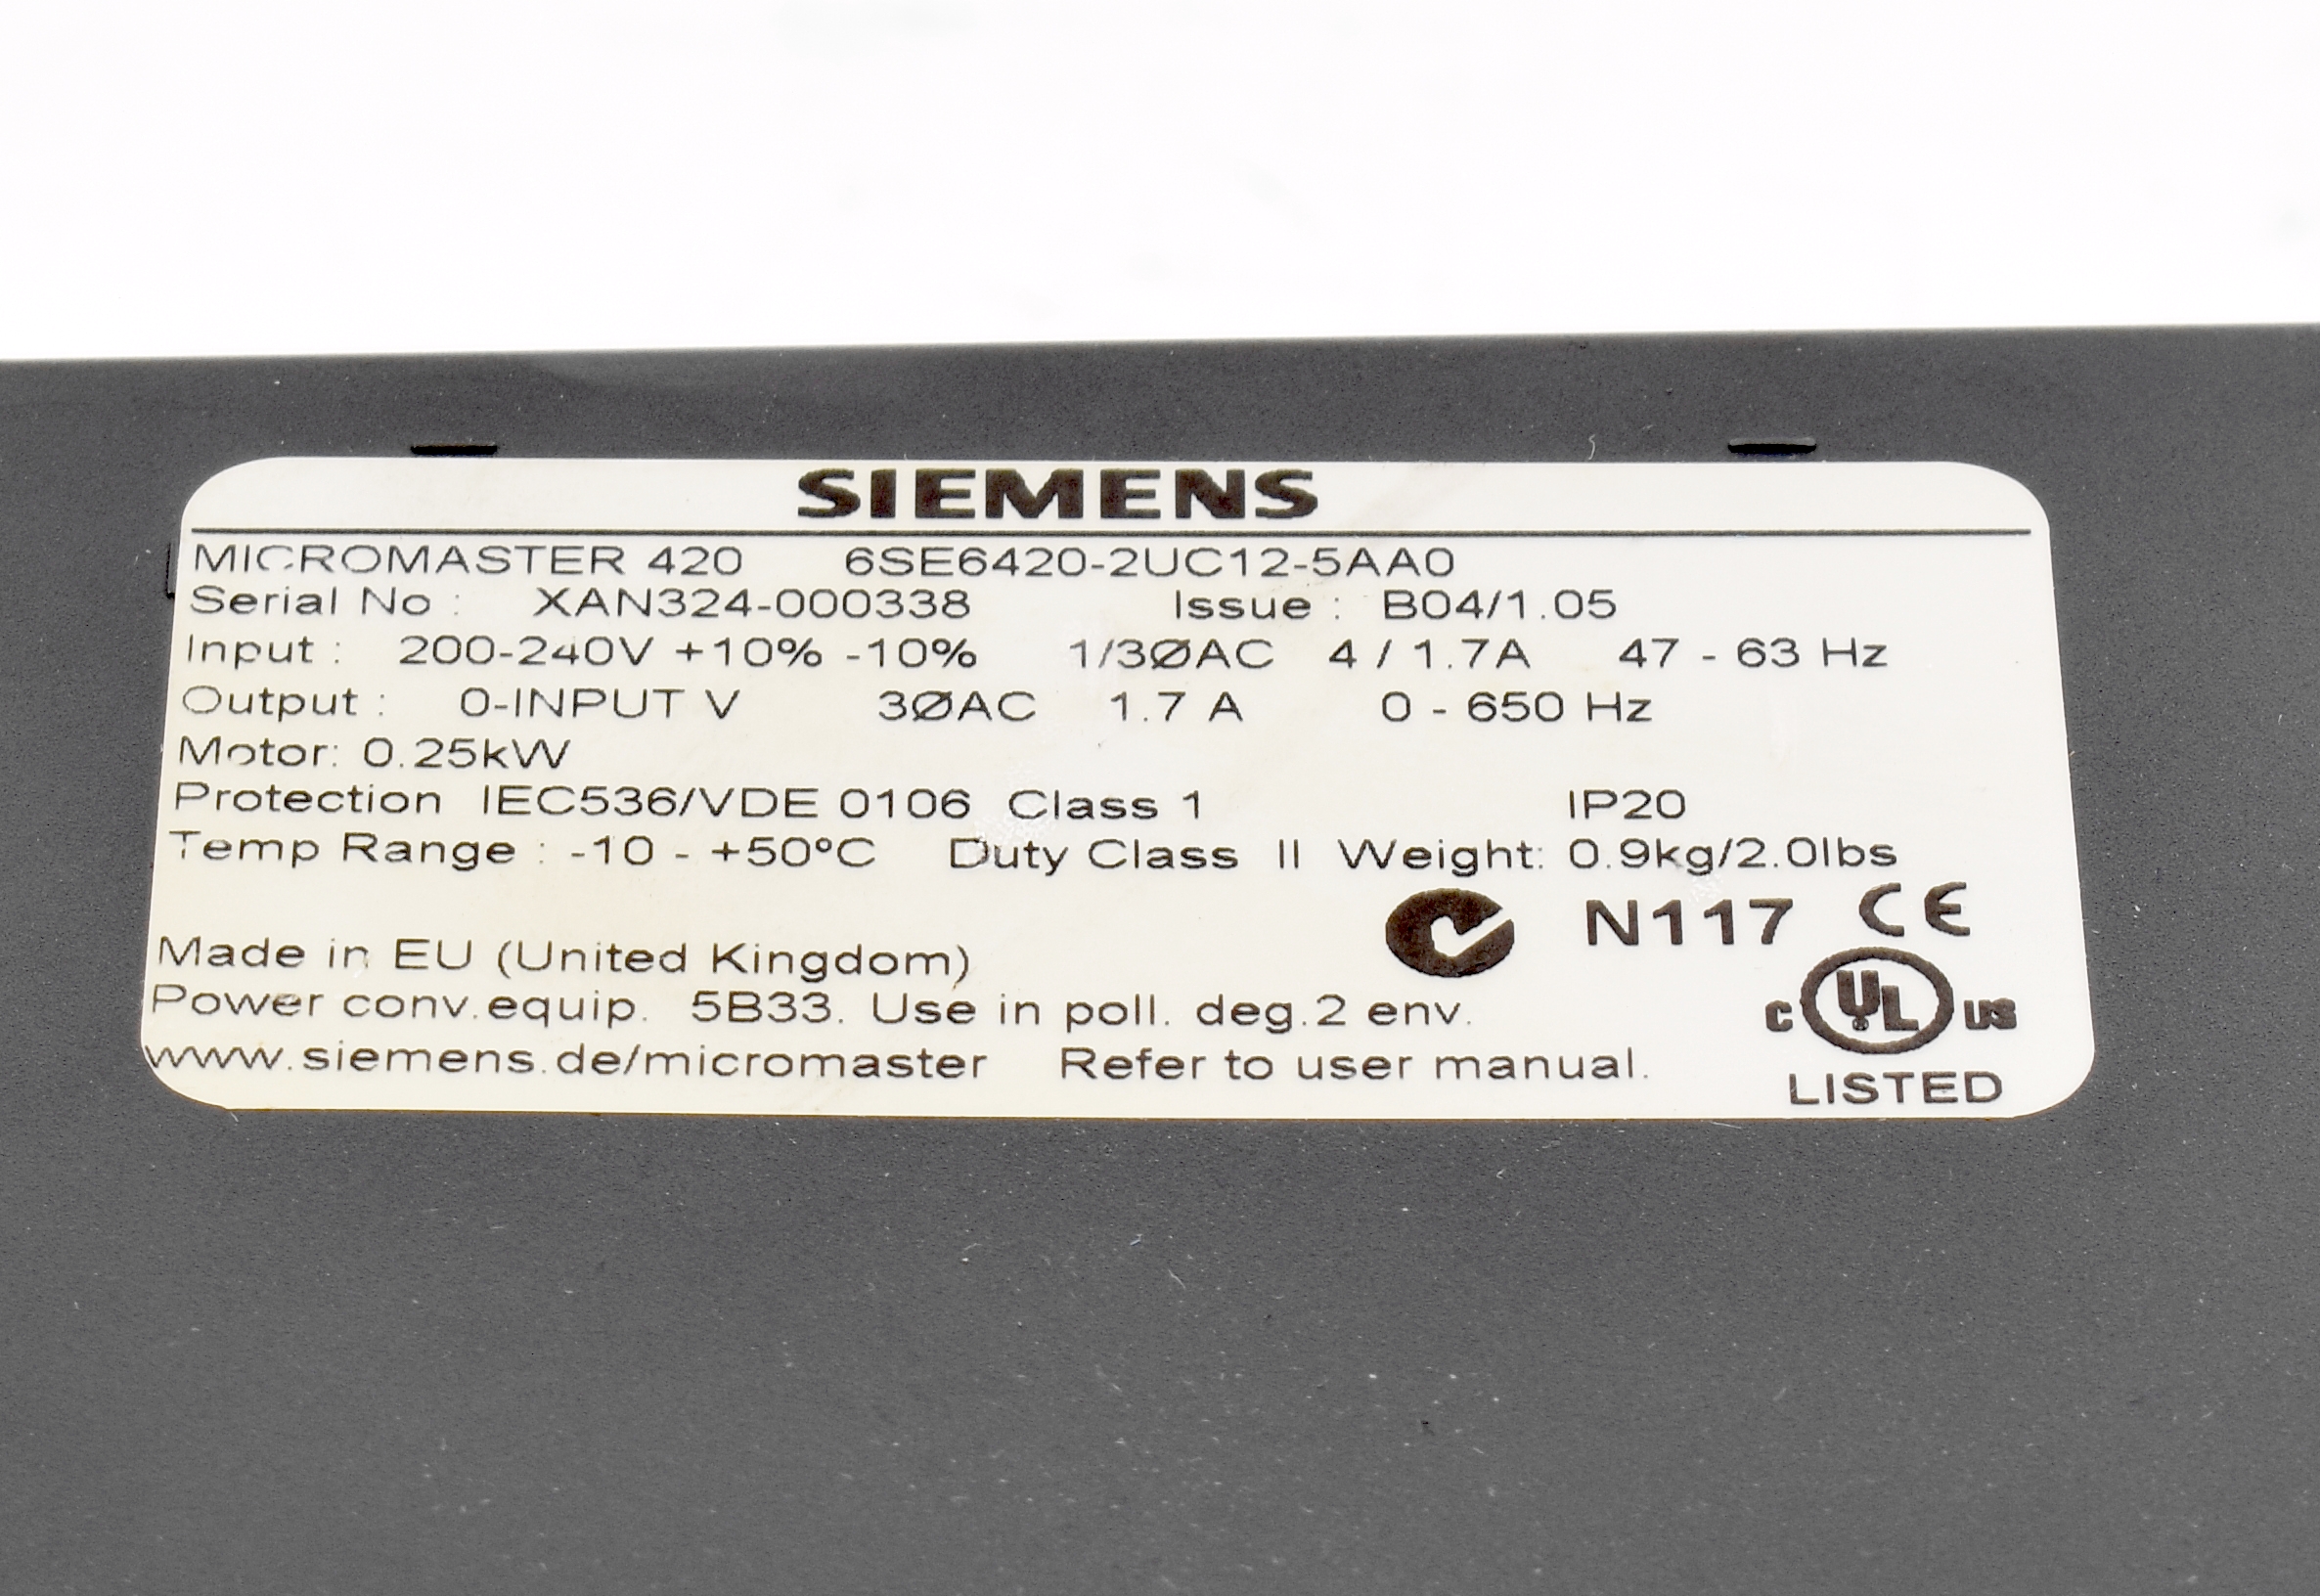 SIEMENS
MICROMASTER 420 6SE6420-2UC12-5AA0
Serial No : XAN324-000338 Issue : B04/1.05
Input : 200-240V +10% -10% 1/3ØAC 4 / 1.7A 47 - 63 Hz
Output : 0-INPUT V 3ØAC 1.7 A 0 - 650 Hz
Motor: 0.25kW
Protection IEC536/VDE 0106 Class 1 IP20
Temp Range : -10 - +50ºC Duty Class II Weight: 0.9kg/2.0lbs
N117 CE
Made in EU (United Kingdom)
Power conv.equip. 5B33. Use in poll. deg.2 env.
C UL US
www.siemens.de/micromaster Refer to user manual.
LISTED